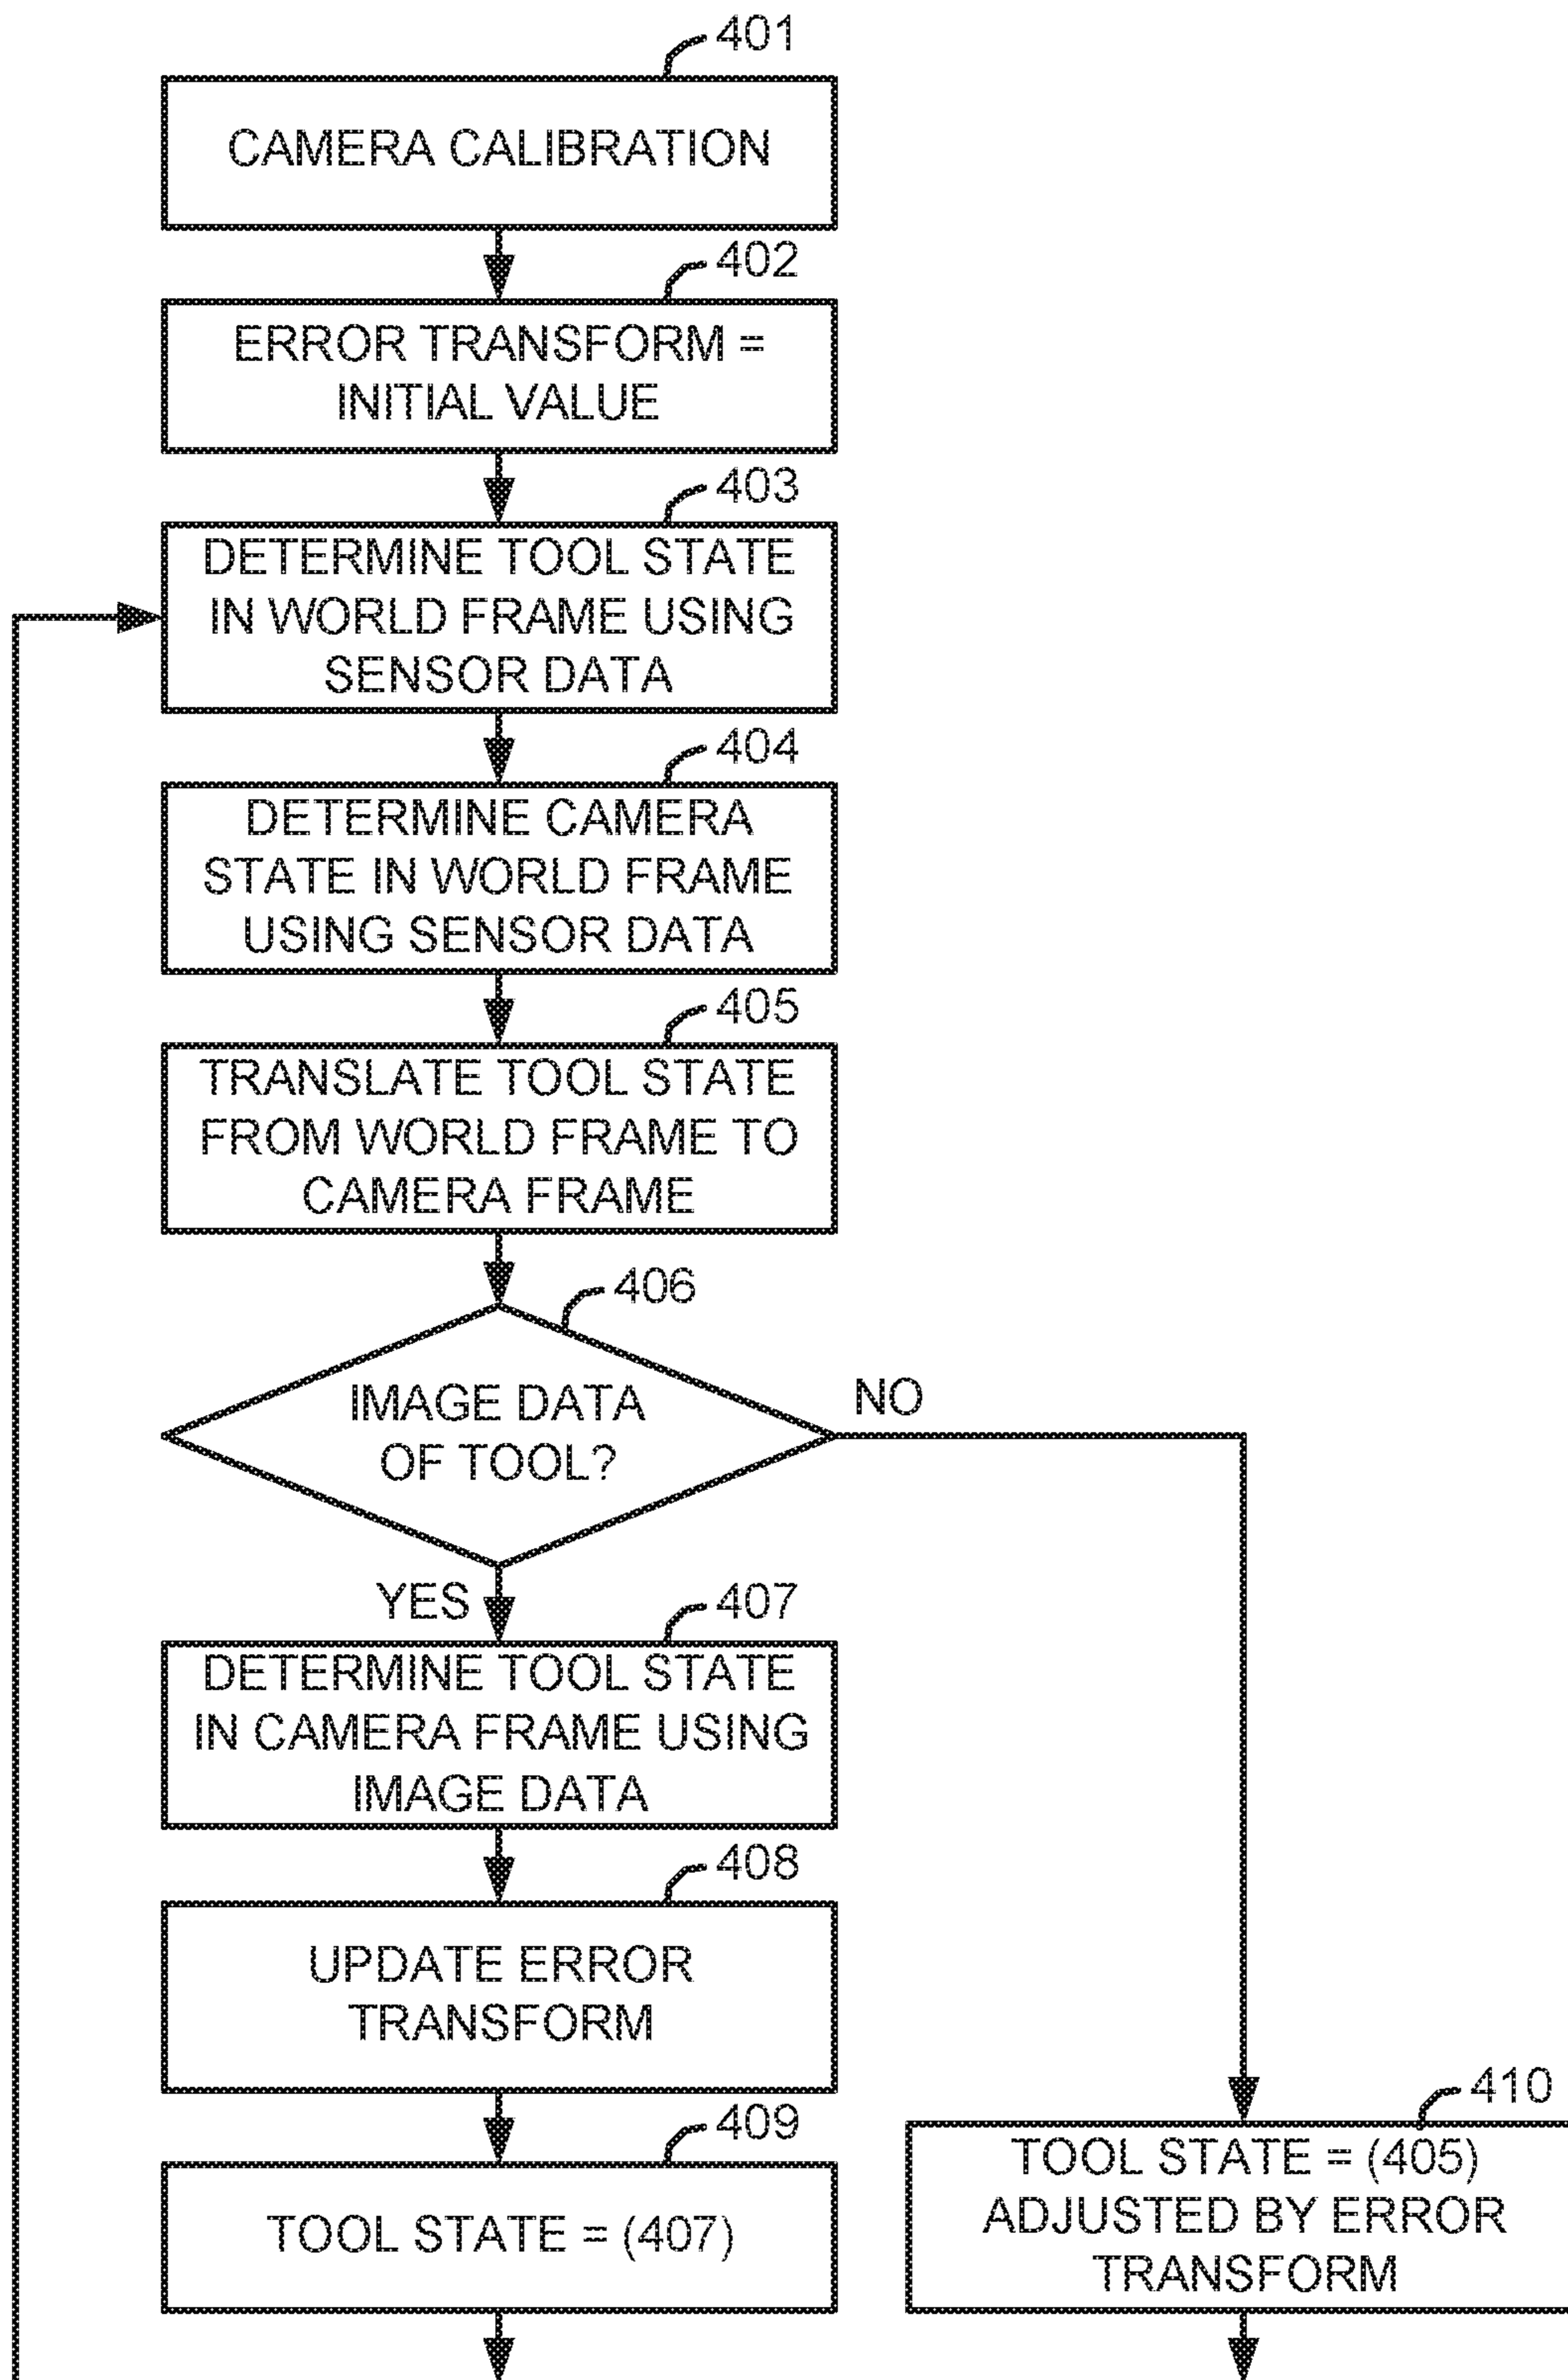 401
CAMERA CALIBRATION
402
ERROR TRANSFORM =
INITIAL VALUE
403
DETERMINE TOOL STATE
IN WORLD FRAME USING
SENSOR DATA
404
DETERMINE CAMERA
STATE IN WORLD FRAME
USING SENSOR DATA
405
TRANSLATE TOOL STATE
FROM WORLD FRAME TO
CAMERA FRAME
406
IMAGE DATA
OF TOOL?
NO
YES
407
DETERMINE TOOL STATE
IN CAMERA FRAME USING
IMAGE DATA
408
UPDATE ERROR
TRANSFORM
409
TOOL STATE = (407)
410
TOOL STATE = (405)
ADJUSTED BY ERROR
TRANSFORM